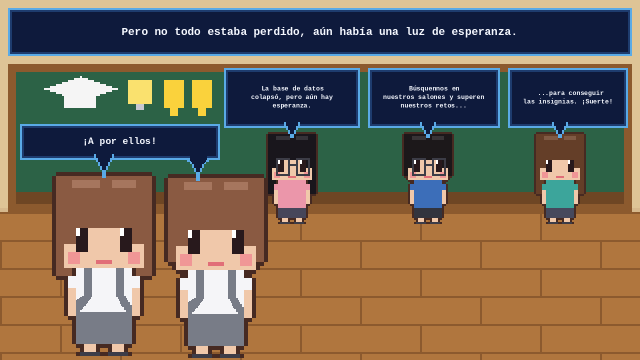 Pero no todo estaba perdido, aún había una luz de esperanza.
La base de datos
colapsó, pero aún hay
esperanza.
Búsquennos en
nuestros salones y superen
nuestros retos...
...para conseguir
las insignias. ¡Suerte!
¡A por ellos!